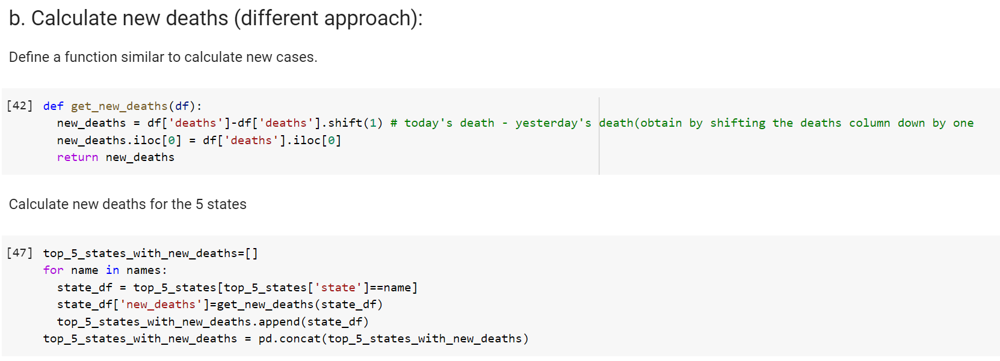 b. Calculate new deaths (different approach):
Define a function similar to calculate new cases.
[42] def get_new_deaths(df):
new_deaths = df['deaths']-df['deaths'].shift(1) # today's death - yesterday's death(obtain by shifting the deaths column down by one
new_deaths.iloc[0] = df['deaths'].iloc[0]
return new_deaths
Calculate new deaths for the 5 states
[47] top_5_states_with_new_deaths=[]
for name in names:
state_df = top_5_states[top_5_states['state']==name]
state_df['new_deaths']=get_new_deaths(state_df)
top_5_states_with_new_deaths.append(state_df)
top_5_states_with_new_deaths = pd.concat(top_5_states_with_new_deaths)